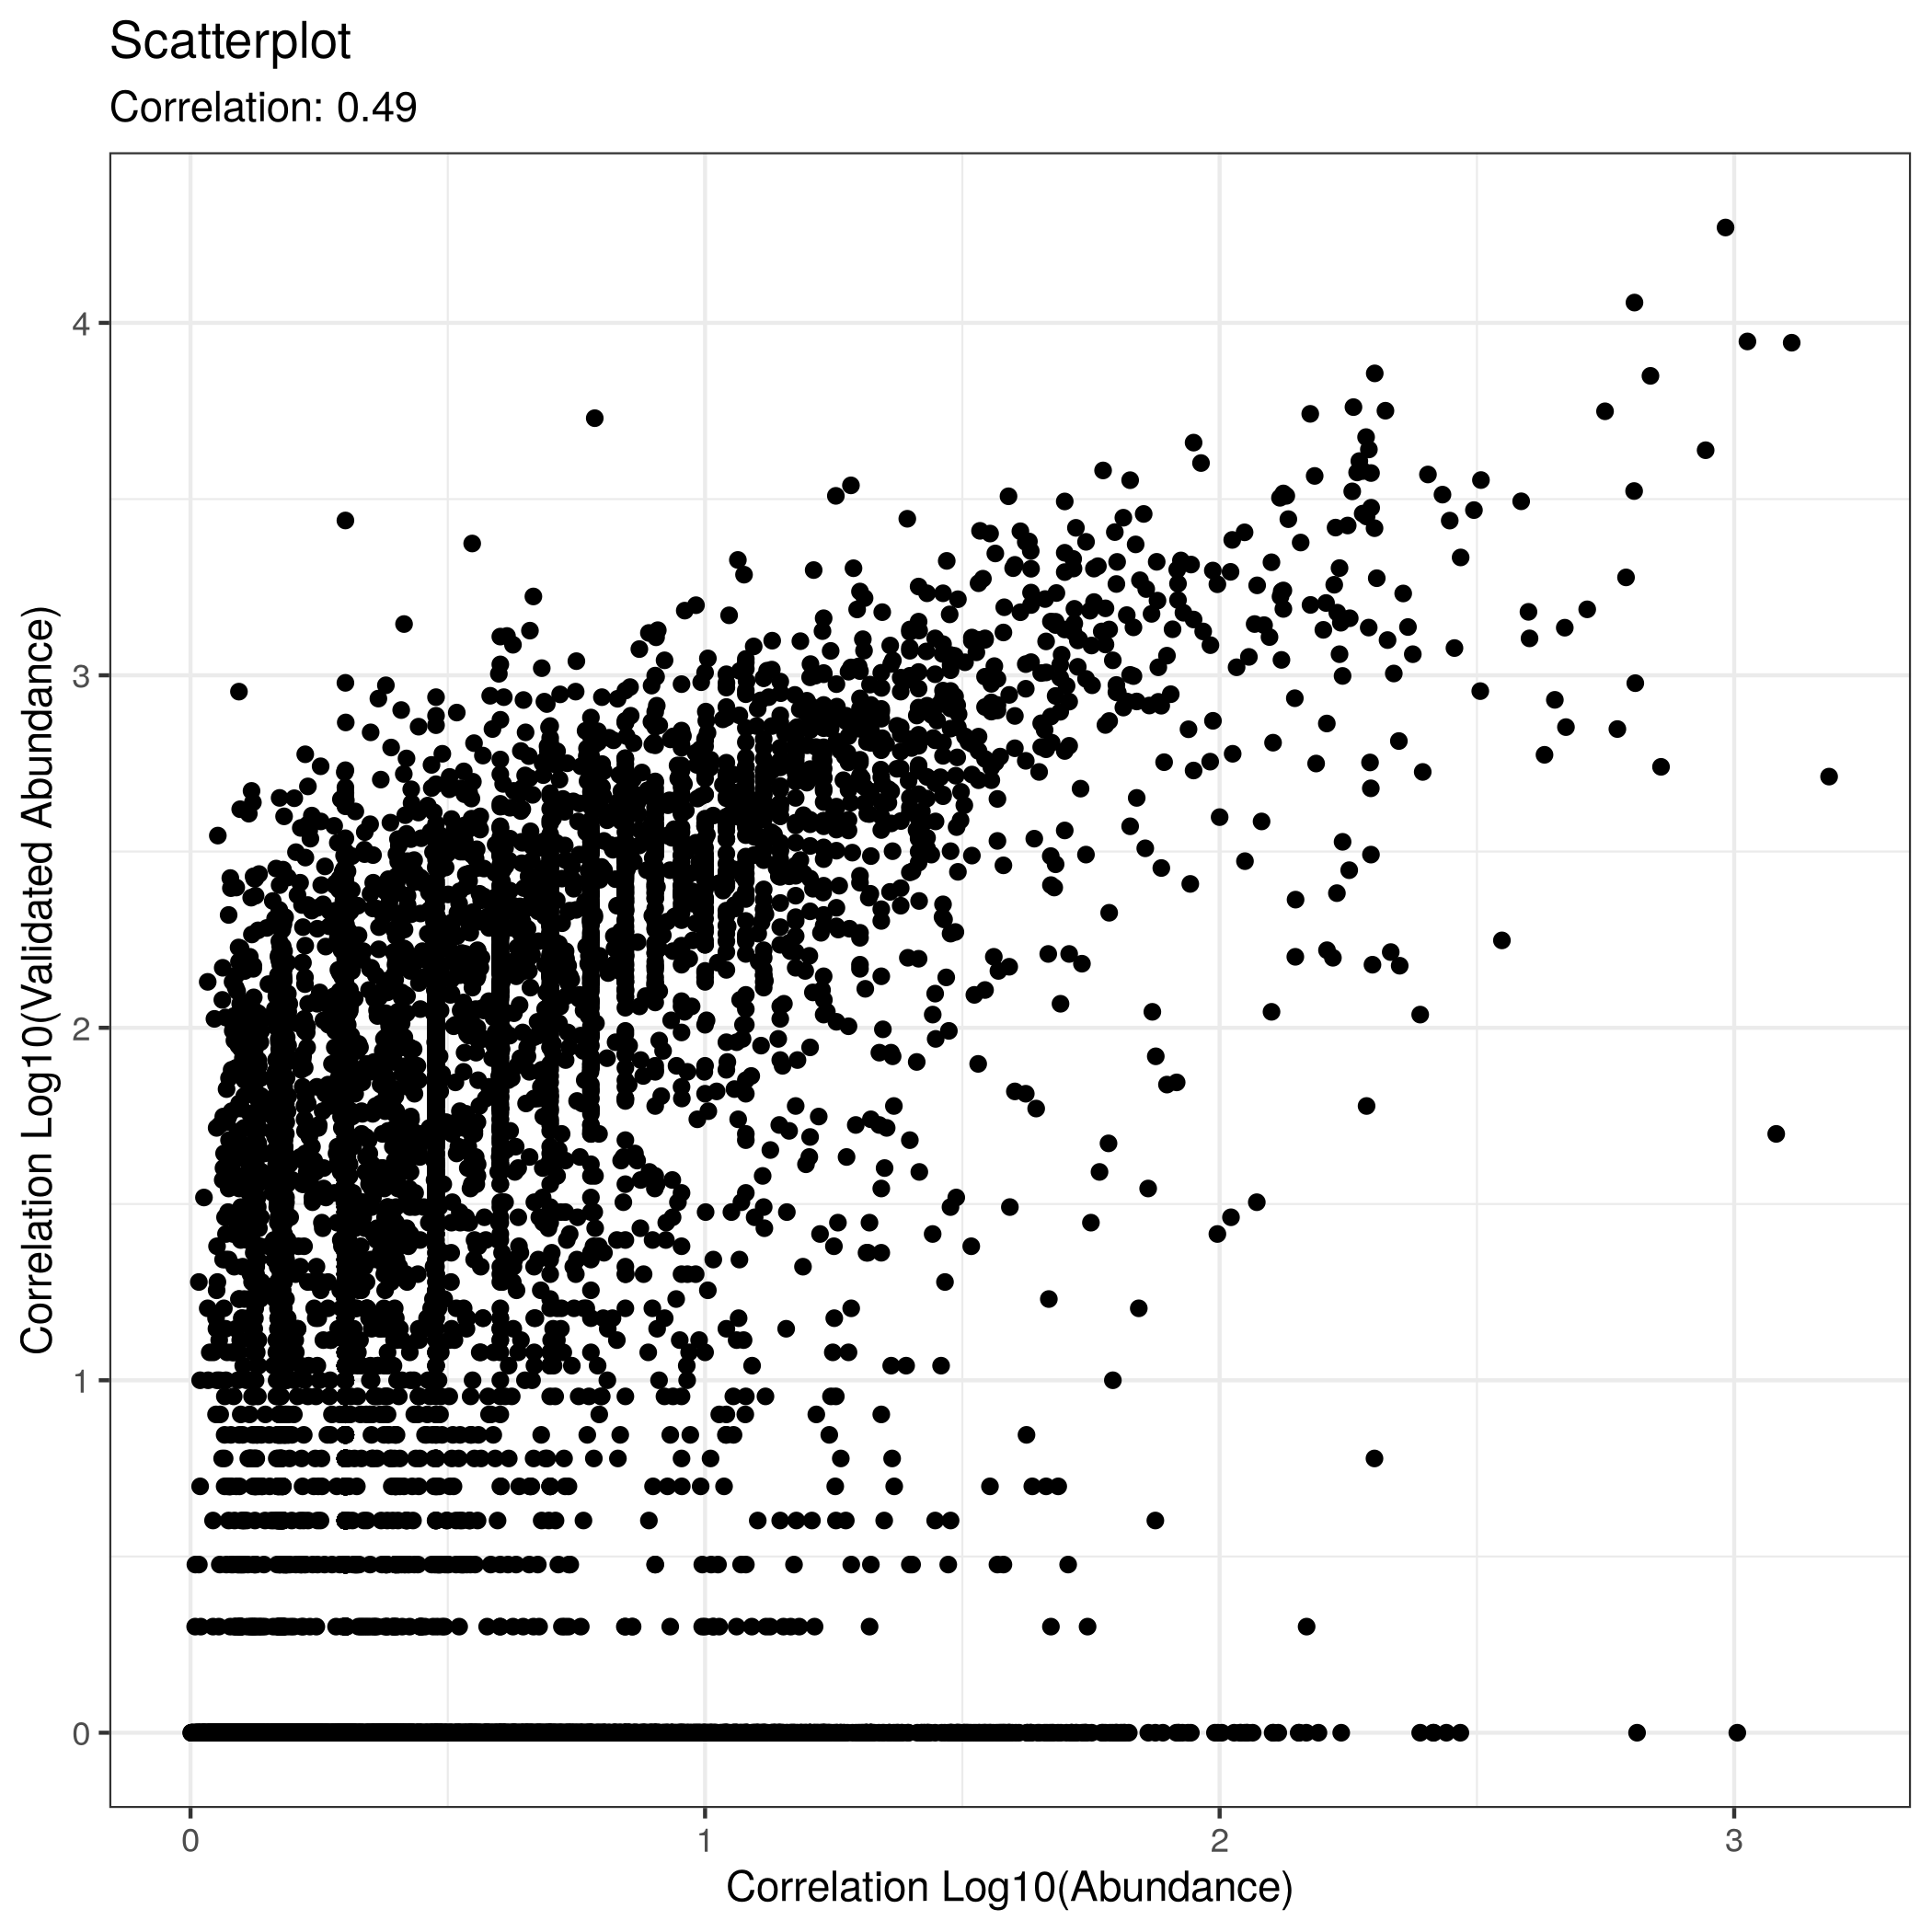 Scatterplot
Correlation: 0.49
Correlation Log10(Validated Abundance)
4
3
2
1
0
0 1 2 3
Correlation Log10(Abundance)